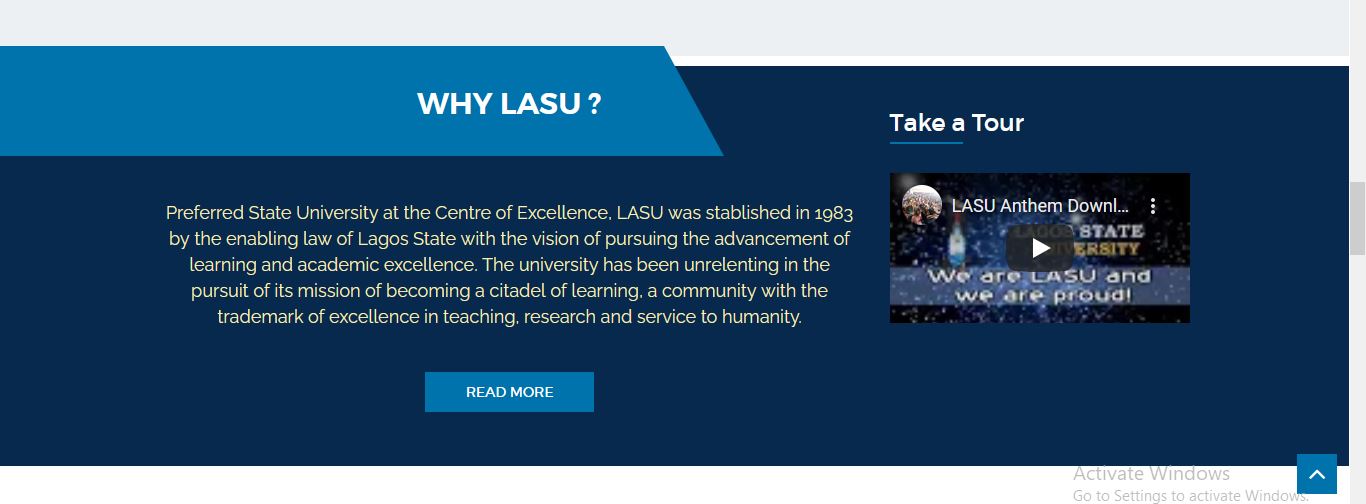 WHY LASU ?
Preferred State University at the Centre of Excellence, LASU was stablished in 1983
by the enabling law of Lagos State with the vision of pursuing the advancement of
learning and academic excellence. The university has been unrelenting in the
pursuit of its mission of becoming a citadel of learning, a community with the
trademark of excellence in teaching, research and service to humanity.
READ MORE
Take a Tour
LASU Anthem Downl...
LAGOS STATE
We are LASU and
we are proud!
Activate Windows
Go to Settings to activate Windows.